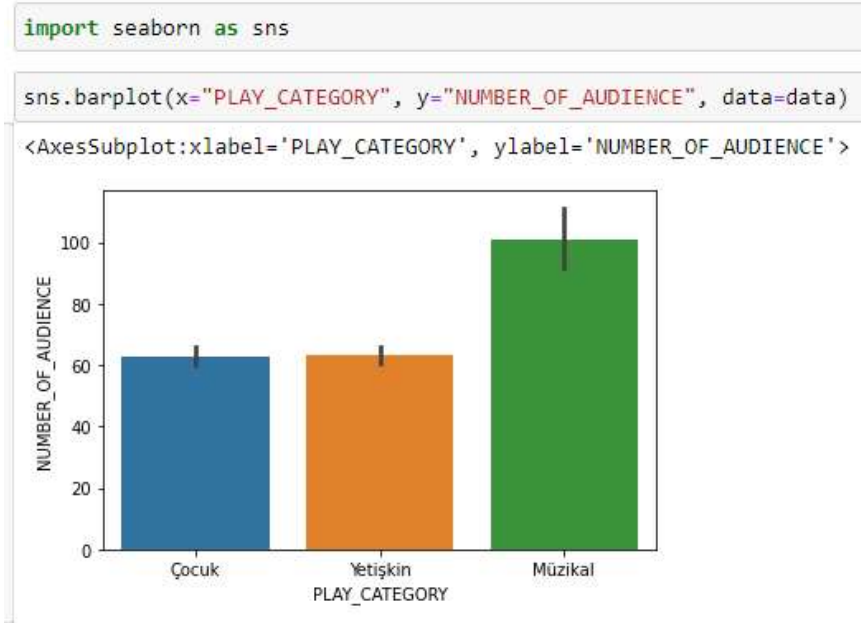 import seaborn as sns
sns.barplot(x="PLAY_CATEGORY", y="NUMBER_OF_AUDIENCE", data=data)
<AxesSubplot:xlabel='PLAY_CATEGORY', ylabel='NUMBER_OF_AUDIENCE'>
NUMBER_OF_AUDIENCE
100
80
60
40
20
0
Çocuk Yetişkin Müzikal
PLAY_CATEGORY